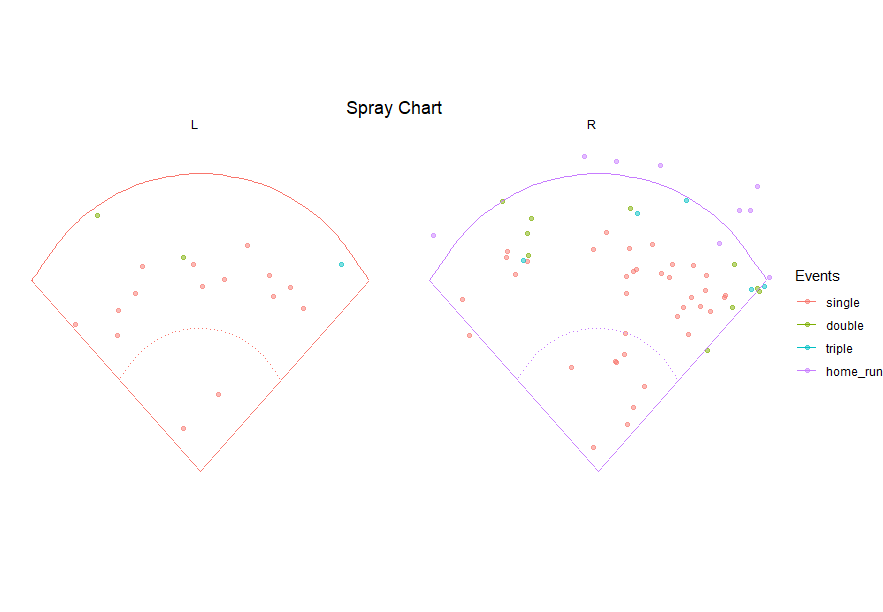 Spray Chart
L
R
Events
single
double
triple
home_run